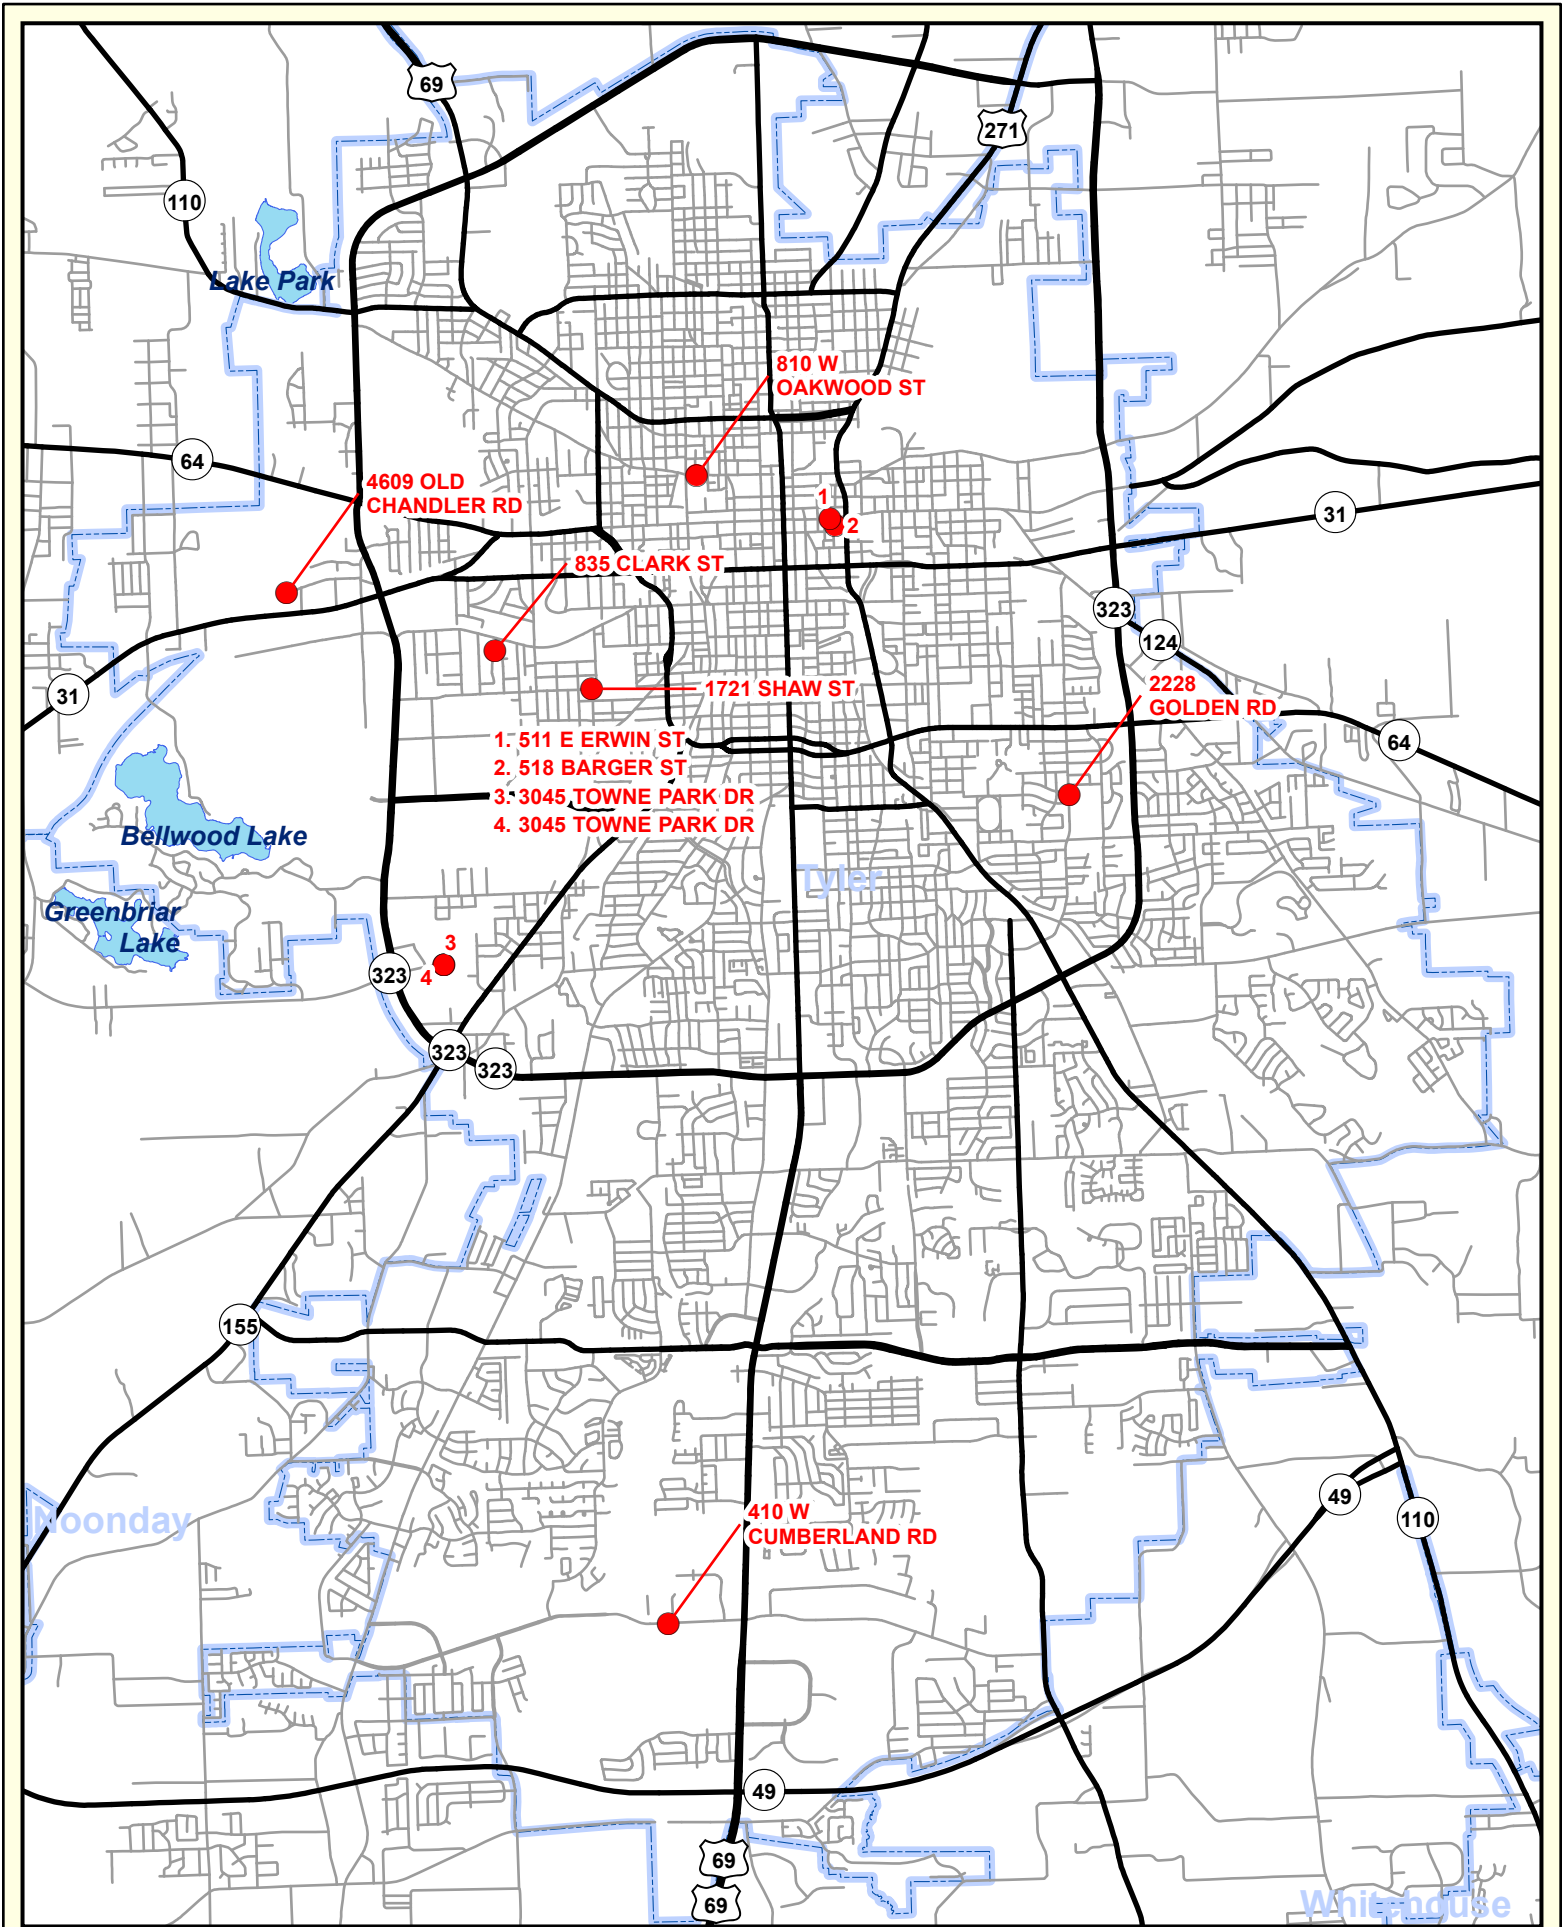 69
271
110
Lake Park
810 W
OAKWOOD ST
64
4609 OLD
CHANDLER RD
1
2
31
835 CLARK ST
323
124
31
1721 SHAW ST
2228
GOLDEN RD
64
1. 511 E ERWIN ST
2. 518 BARGER ST
3. 3045 TOWNE PARK DR
4. 3045 TOWNE PARK DR
Bellwood Lake
Tyler
Greenbriar
Lake
3
4
323
323
323
155
49
110
Noonday
410 W
CUMBERLAND RD
49
69
69
Whitehouse